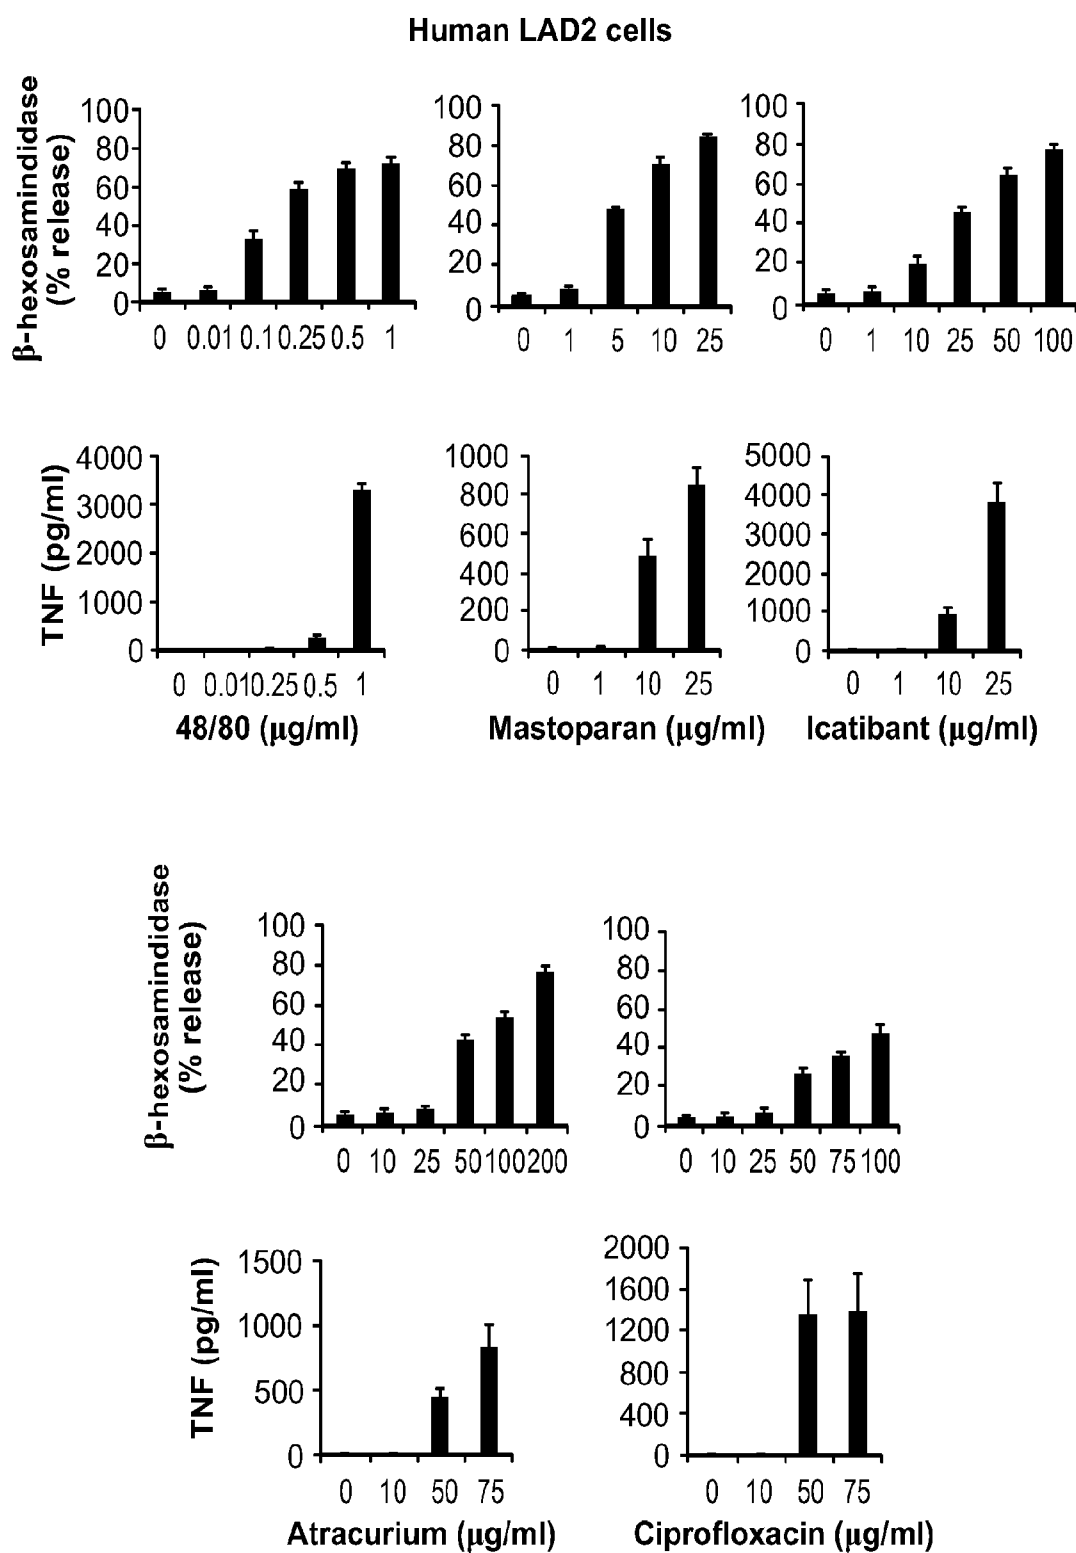 Human LAD2 cells
β-hexosamindidase
(% release)
100
80
60
40
20
0
0 0.01 0.1 0.25 0.5 1
100
80
60
40
20
0
0 1 5 10 25
100
80
60
40
20
0
0 1 10 25 50 100
TNF (pg/ml)
4000
3000
2000
1000
0
0 0.01 0.25 0.5 1
48/80 (μg/ml)
1000
800
600
400
200
0
0 1 10 25
Mastoparan (μg/ml)
5000
4000
3000
2000
1000
0
0 1 10 25
Icatibant (μg/ml)
β-hexosamindidase
(% release)
100
80
60
40
20
0
0 10 25 50 100 200
100
80
60
40
20
0
0 10 25 50 75 100
TNF (pg/ml)
1500
1000
500
0
0 10 50 75
Atracurium (μg/ml)
2000
1600
1200
800
400
0
0 10 50 75
Ciprofloxacin (μg/ml)